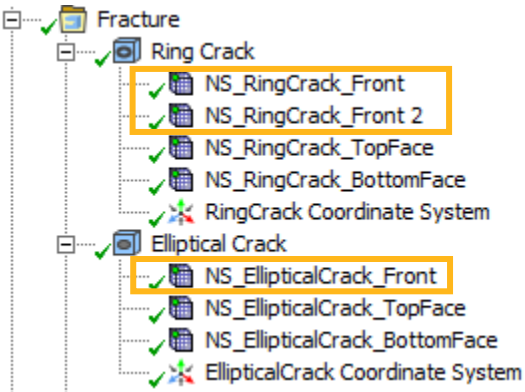 Fracture
Ring Crack
NS_RingCrack_Front
NS_RingCrack_Front 2
NS_RingCrack_TopFace
NS_RingCrack_BottomFace
RingCrack Coordinate System
Elliptical Crack
NS_EllipticalCrack_Front
NS_EllipticalCrack_TopFace
NS_EllipticalCrack_BottomFace
EllipticalCrack Coordinate System